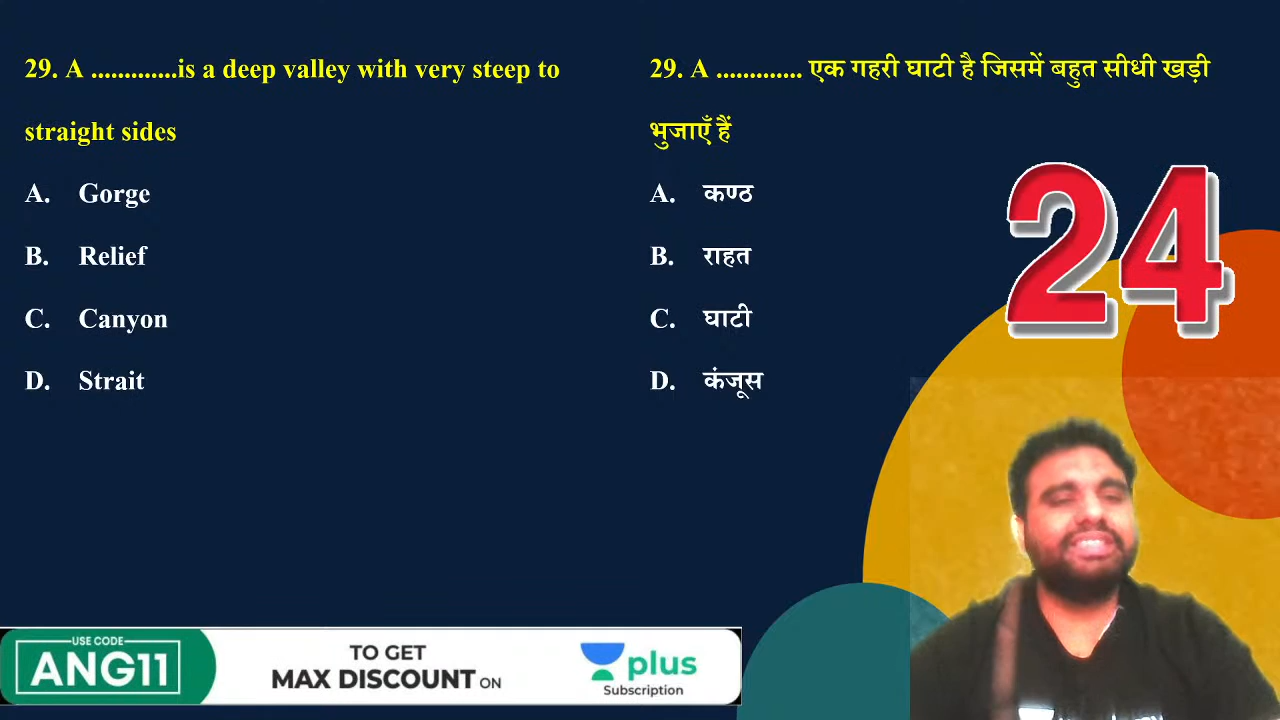 29. A .............is a deep valley with very steep to
straight sides
A. Gorge
B. Relief
C. Canyon
D. Strait
29. A ............. एक गहरी घाटी है जिसमें बहुत सीधी खड़ी
भुजाएँ हैं
A. कण्ठ
B. राहत
C. घाटी
D. कंजूस
24
USE CODE
ANG11
TO GET
MAX DISCOUNT ON
plus
Subscription